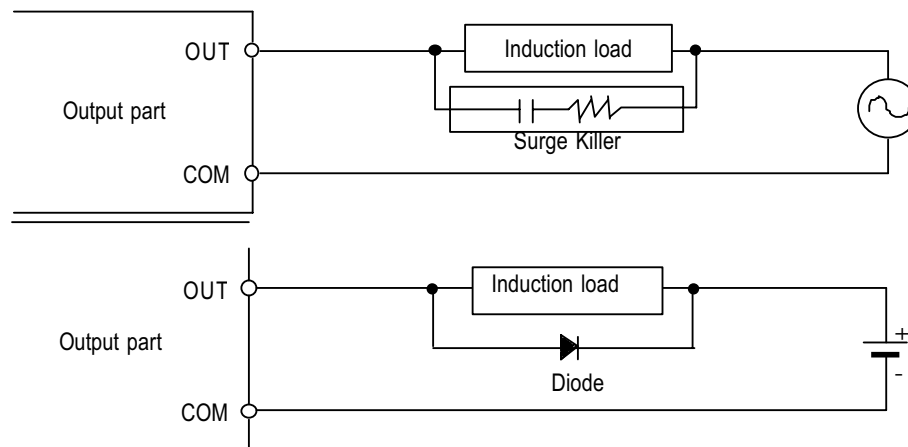 OUT
Induction load
Output part
Surge Killer
COM
OUT
Induction load
+
Output part
-
Diode
COM